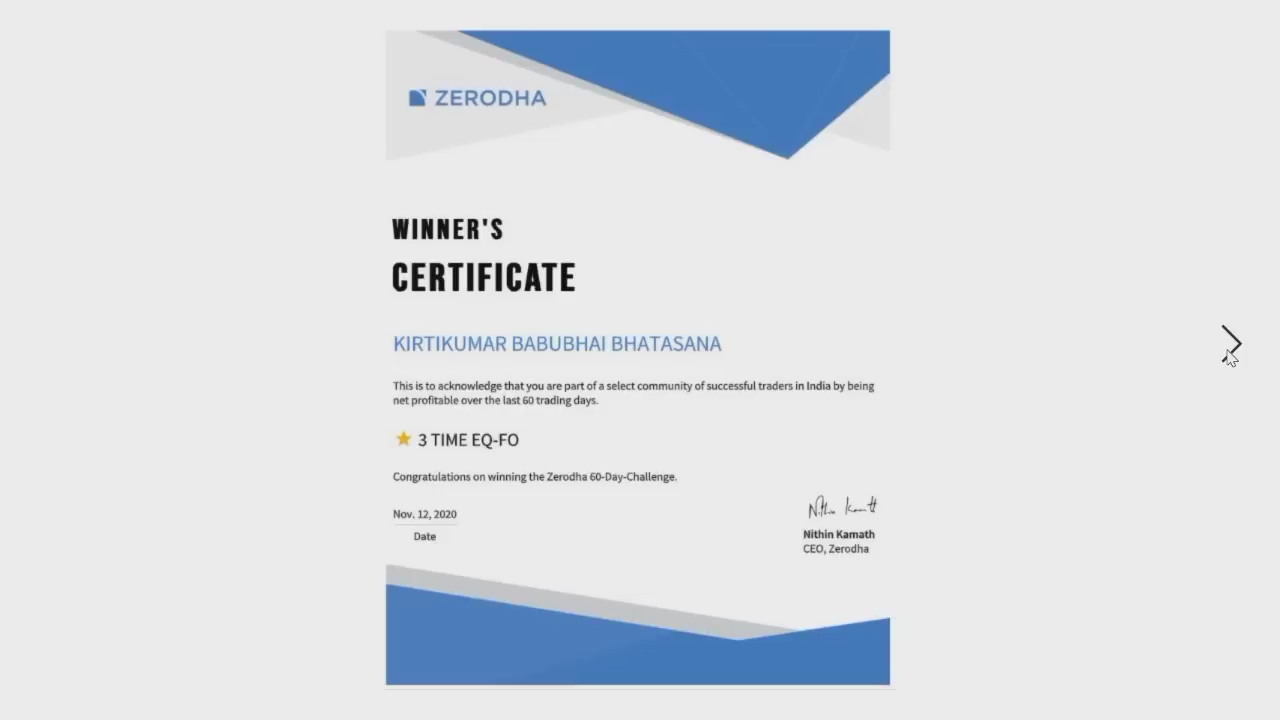 ZERODHA
WINNER'S
CERTIFICATE
KIRTIKUMAR BABUBHAI BHATASANA
This is to acknowledge that you are part of a select community of successful traders in India by being
net profitable over the last 60 trading days.
3 TIME EQ-FO
Congratulations on winning the Zerodha 60-Day-Challenge.
Nov. 12, 2020
Date
Nithin Kamath
Nithin Kamath
CEO, Zerodha